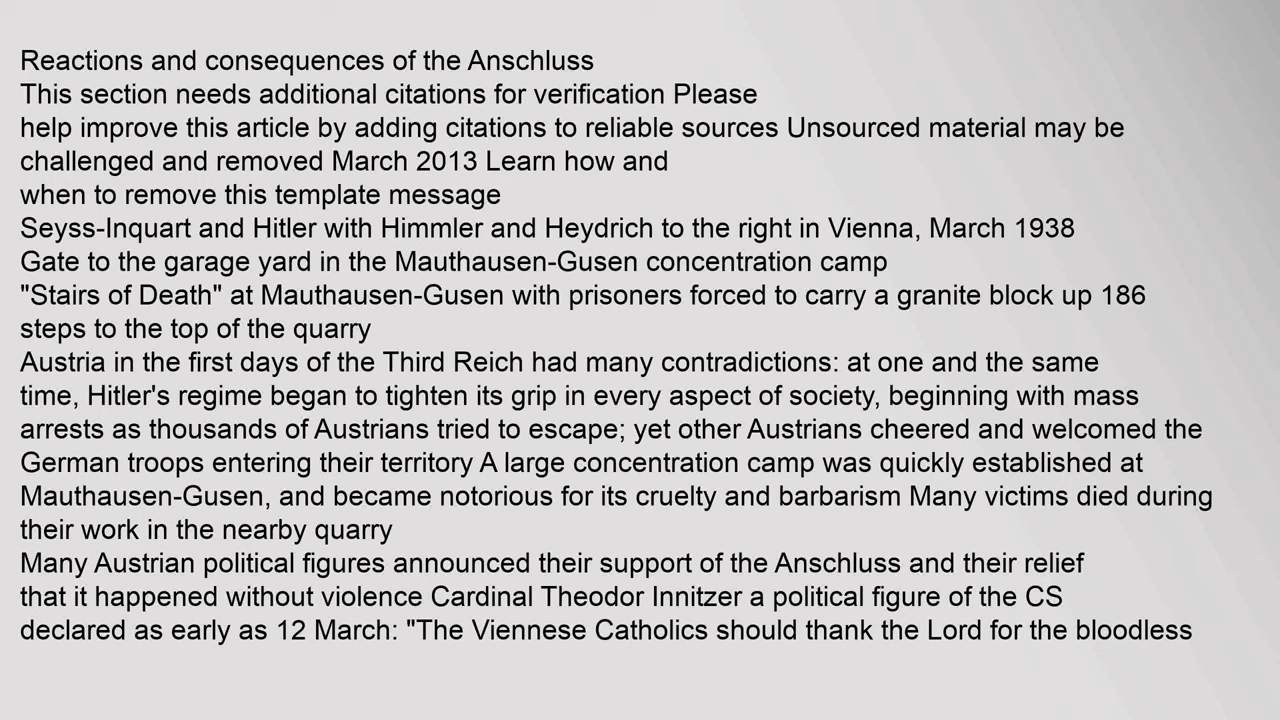 Reactions and consequences of the Anschluss
This section needs additional citations for verification Please
help improve this article by adding citations to reliable sources Unsourced material may be
challenged and removed March 2013 Learn how and
when to remove this template message
Seyss-Inquart and Hitler with Himmler and Heydrich to the right in Vienna, March 1938
Gate to the garage yard in the Mauthausen-Gusen concentration camp
"Stairs of Death" at Mauthausen-Gusen with prisoners forced to carry a granite block up 186
steps to the top of the quarry
Austria in the first days of the Third Reich had many contradictions: at one and the same
time, Hitler's regime began to tighten its grip in every aspect of society, beginning with mass
arrests as thousands of Austrians tried to escape; yet other Austrians cheered and welcomed the
German troops entering their territory A large concentration camp was quickly established at
Mauthausen-Gusen, and became notorious for its cruelty and barbarism Many victims died during
their work in the nearby quarry
Many Austrian political figures announced their support of the Anschluss and their relief
that it happened without violence Cardinal Theodor Innitzer a political figure of the CS
declared as early as 12 March: "The Viennese Catholics should thank the Lord for the bloodless